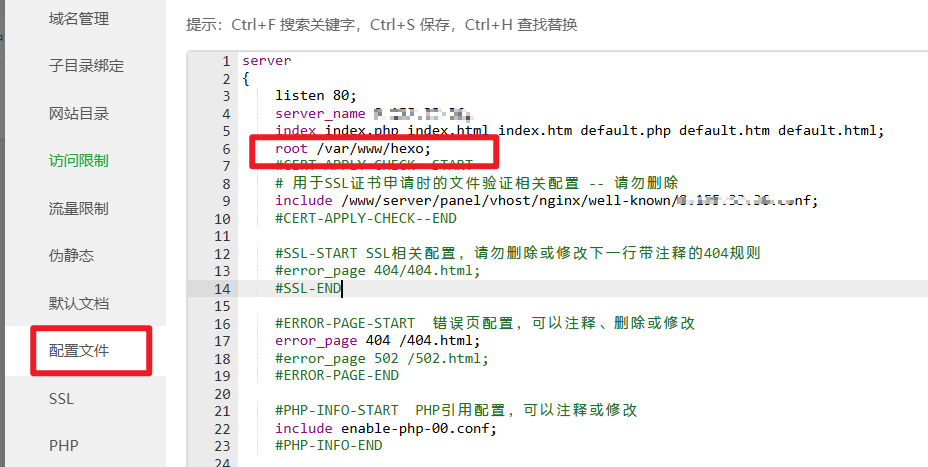 域名管理
子目录绑定
网站目录
访问限制
流量限制
伪静态
默认文档
配置文件
SSL
PHP
提示：Ctrl+F 搜索关键字，Ctrl+S 保存，Ctrl+H 查找替换
1 server
2 {
3 listen 80;
4 server_name
5 index index.php index.html index.htm default.php default.htm default.html;
6 root /var/www/hexo;
7 #CERT-APPLY-CHECK--START
8 # 用于SSL证书申请时的文件验证相关配置 -- 请勿删除
9 include /www/server/panel/vhost/nginx/well-known/
10 #CERT-APPLY-CHECK--END
11
12 #SSL-START SSL相关配置，请勿删除或修改下一行带注释的404规则
13 #error_page 404/404.html;
14 #SSL-END
15
16 #ERROR-PAGE-START 错误页配置，可以注释、删除或修改
17 error_page 404 /404.html;
18 #error_page 502 /502.html;
19 #ERROR-PAGE-END
20
21 #PHP-INFO-START PHP引用配置，可以注释或修改
22 include enable-php-00.conf;
23 #PHP-INFO-END
24